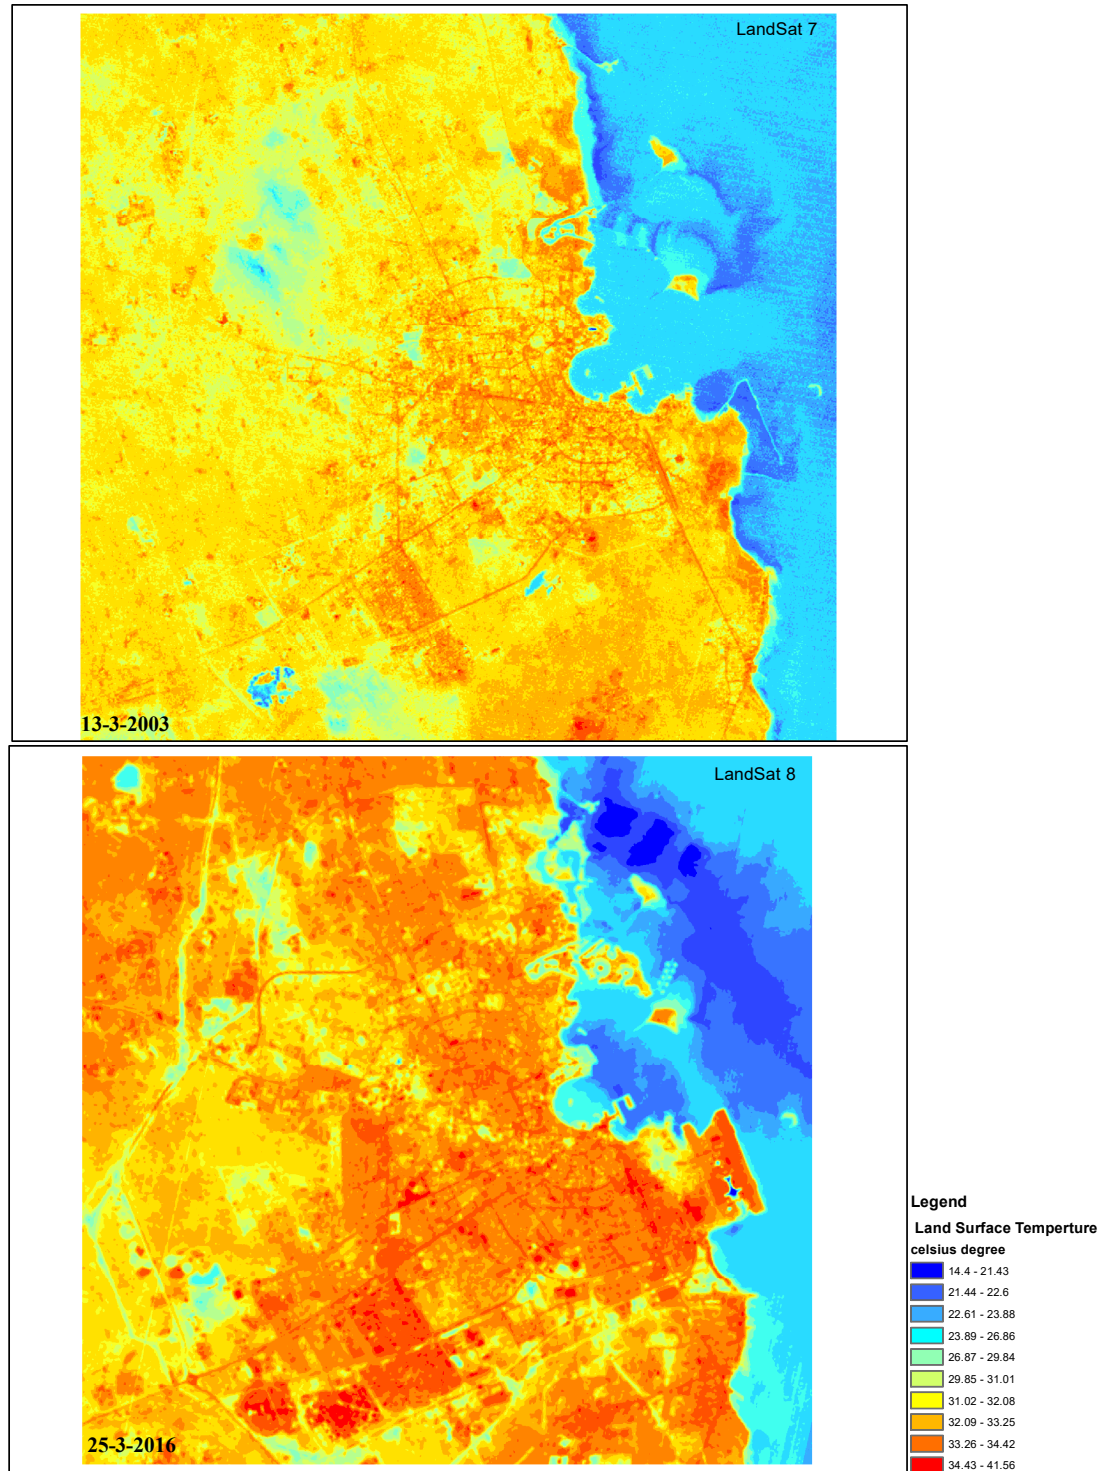 LandSat 7
13-3-2003
LandSat 8
25-3-2016
Legend
Land Surface Temperture
celsius degree
14.4 - 21.43
21.44 - 22.6
22.61 - 23.88
23.89 - 26.86
26.87 - 29.84
29.85 - 31.01
31.02 - 32.08
32.09 - 33.25
33.26 - 34.42
34.43 - 41.56